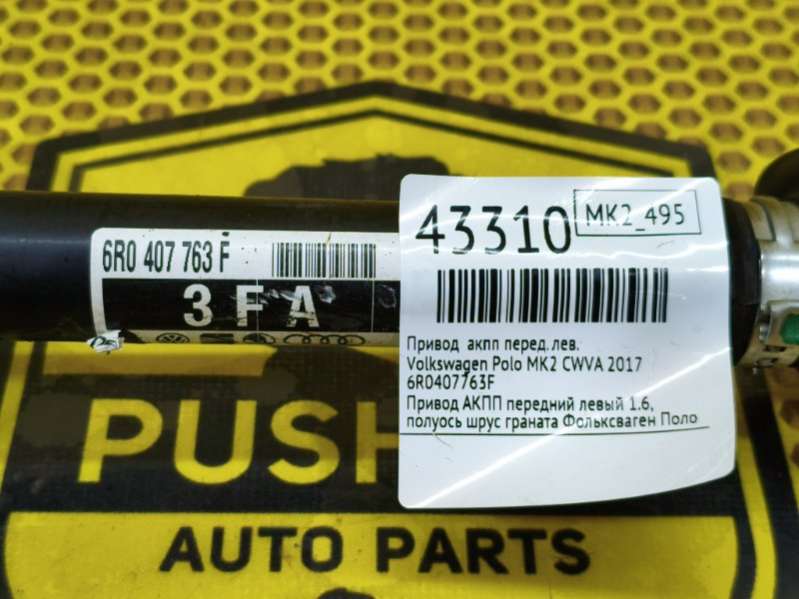 6R0 407 763 F
3 F A
43310
MK2_495
Привод акпп перед. лев.
Volkswagen Polo MK2 CWVA 2017
6R0407763F
Привод АКПП передний левый 1.6,
полуось шрус граната Фольксваген Поло
PUSH
AUTO PARTS